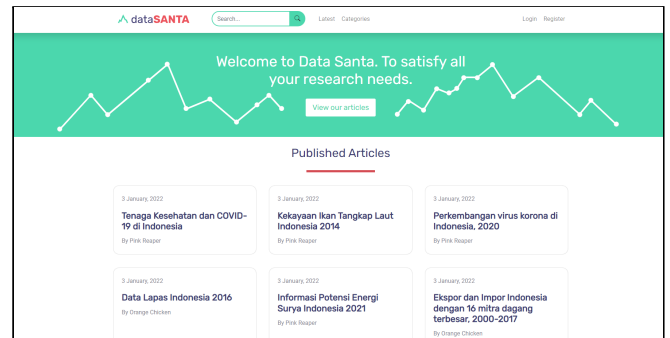 dataSANTA
Search...
Latest Categories
Login Register
Welcome to Data Santa. To satisfy all
your research needs.
View our articles
Published Articles
3 January, 2022
Tenaga Kesehatan dan COVID-
19 di Indonesia
By Pink Reaper
3 January, 2022
Kekayaan Ikan Tangkap Laut
Indonesia 2014
By Pink Reaper
3 January, 2022
Perkembangan virus korona di
Indonesia, 2020
By Pink Reaper
3 January, 2022
Data Lapas Indonesia 2016
By Orange Chicken
3 January, 2022
Informasi Potensi Energi
Surya Indonesia 2021
By Pink Reaper
3 January, 2022
Ekspor dan Impor Indonesia
dengan 16 mitra dagang
terbesar, 2000-2017
By Orange Chicken